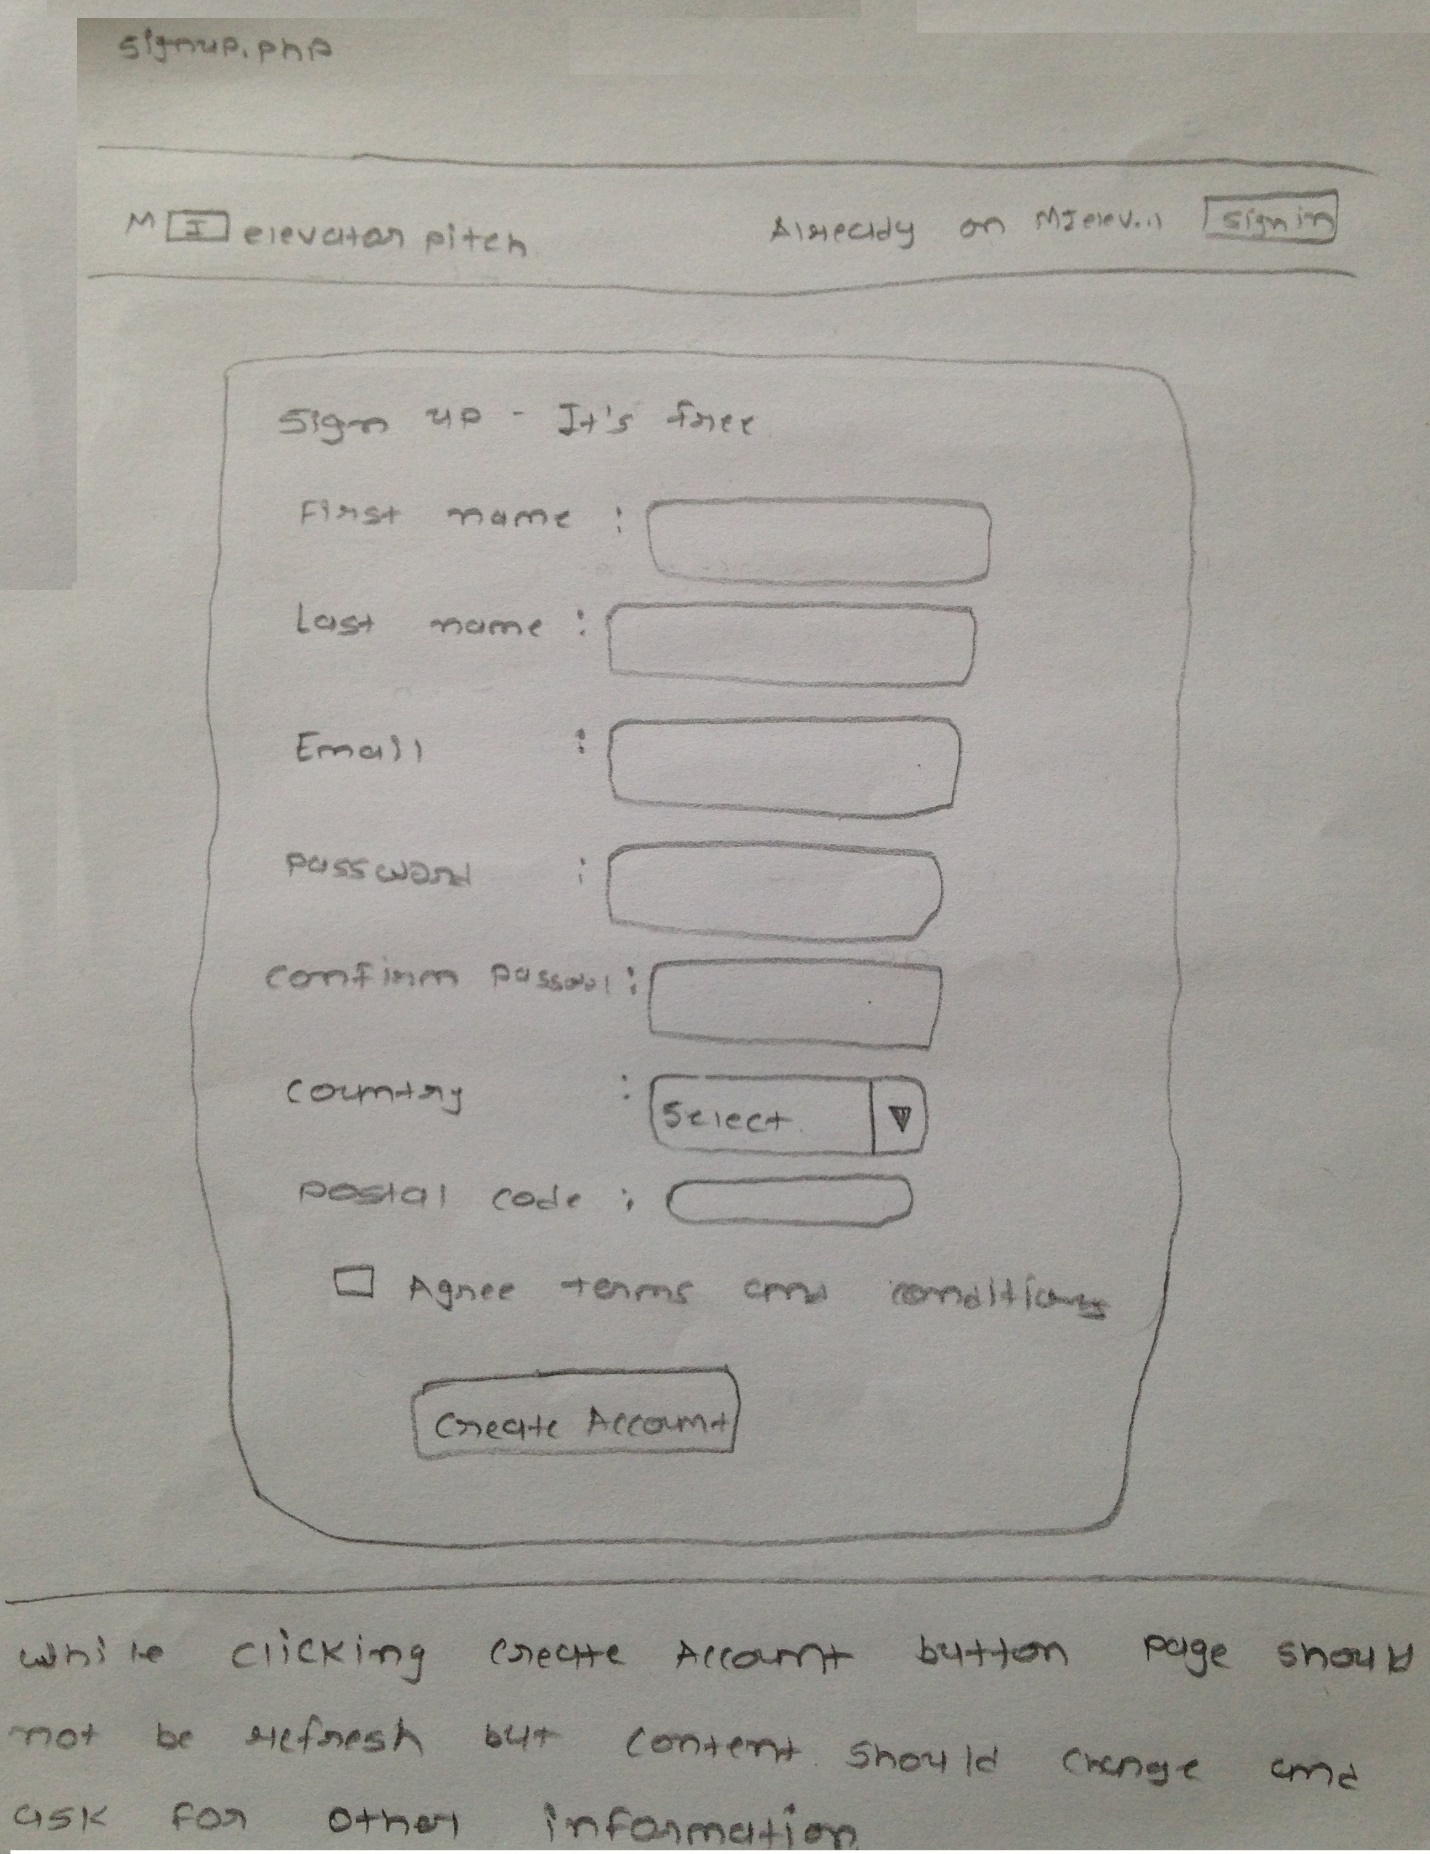 signup.php
M I elevator pitch
Already on MIelev... sign in
Sign up - It's free
First name :
Last name :
Email :
password :
confirm :
country : Select
postal code :
Agree terms and conditions
Create Account
while clicking Create Account button page should
not be refresh but content should change and
ask for other information